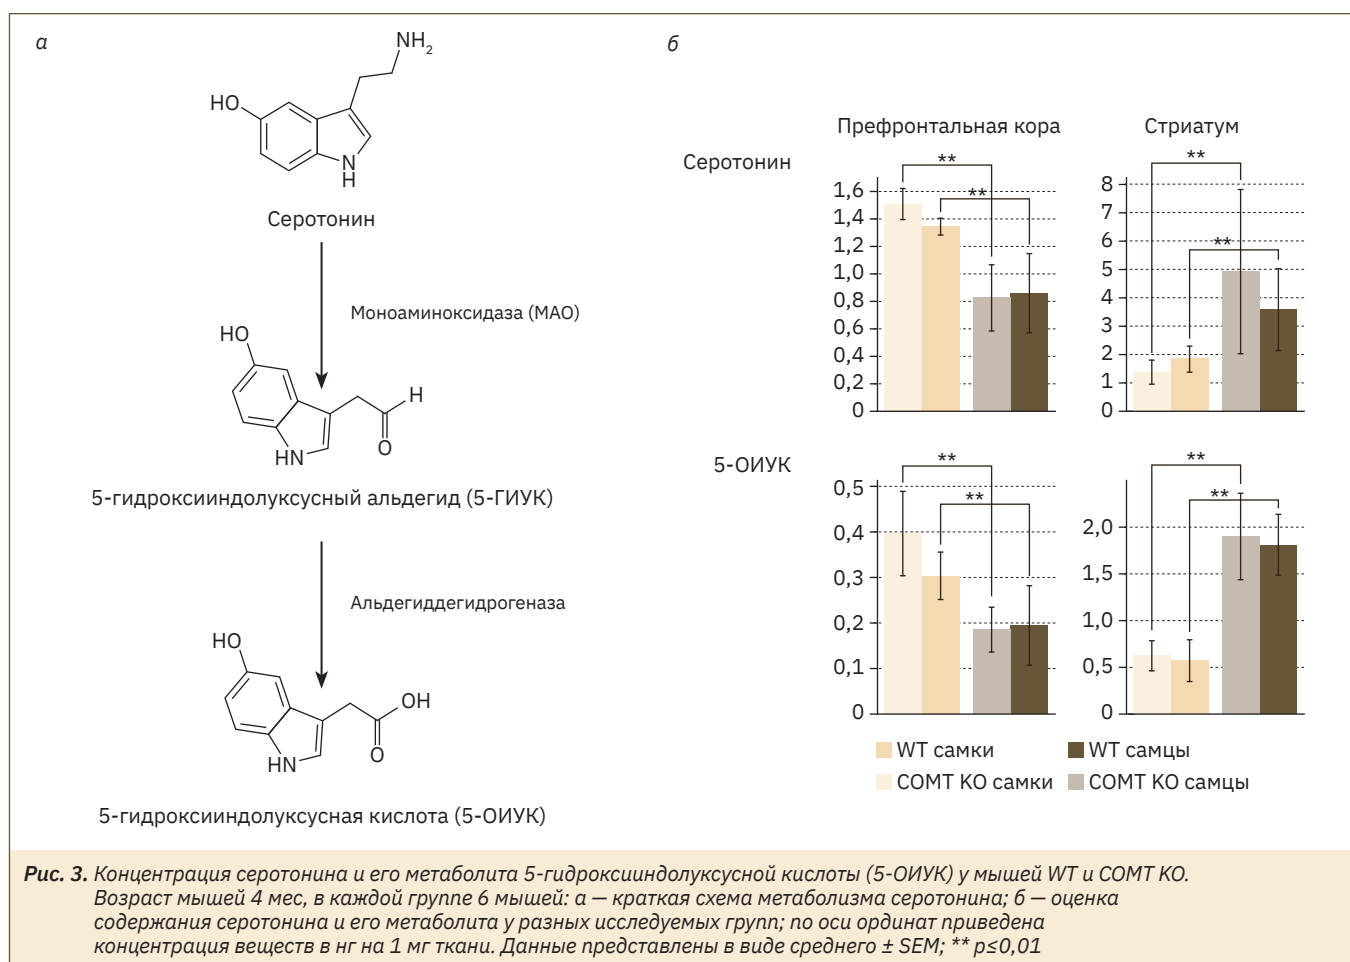 а
NH2
HO
N
H
Серотонин
Моноаминоксидаза (МАО)
HO
H
O
HN
5-гидроксииндолуксусный альдегид (5-ГИУК)
Альдегиддегидрогеназа
HO
OH
O
HN
5-гидроксииндолуксусная кислота (5-ОИУК)
б
Префронтальная кора
Стриатум
Серотонин
**
**
1,6
1,4
1,2
1,0
0,8
0,6
0,4
0,2
0
**
**
8
7
6
5
4
3
2
1
0
5-ОИУК
**
**
0,5
0,4
0,3
0,2
0,1
0
**
**
2,0
1,5
1,0
0,5
0
WT самки
WT самцы
COMT KO самки
COMT KO самцы
Рис. 3. Концентрация серотонина и его метаболита 5-гидроксииндолуксусной кислоты (5-ОИУК) у мышей WT и COMT KO.
Возраст мышей 4 мес, в каждой группе 6 мышей: а — краткая схема метаболизма серотонина; б — оценка
содержания серотонина и его метаболита у разных исследуемых групп; по оси ординат приведена
концентрация веществ в нг на 1 мг ткани. Данные представлены в виде среднего ± SEM; ** p≤0,01